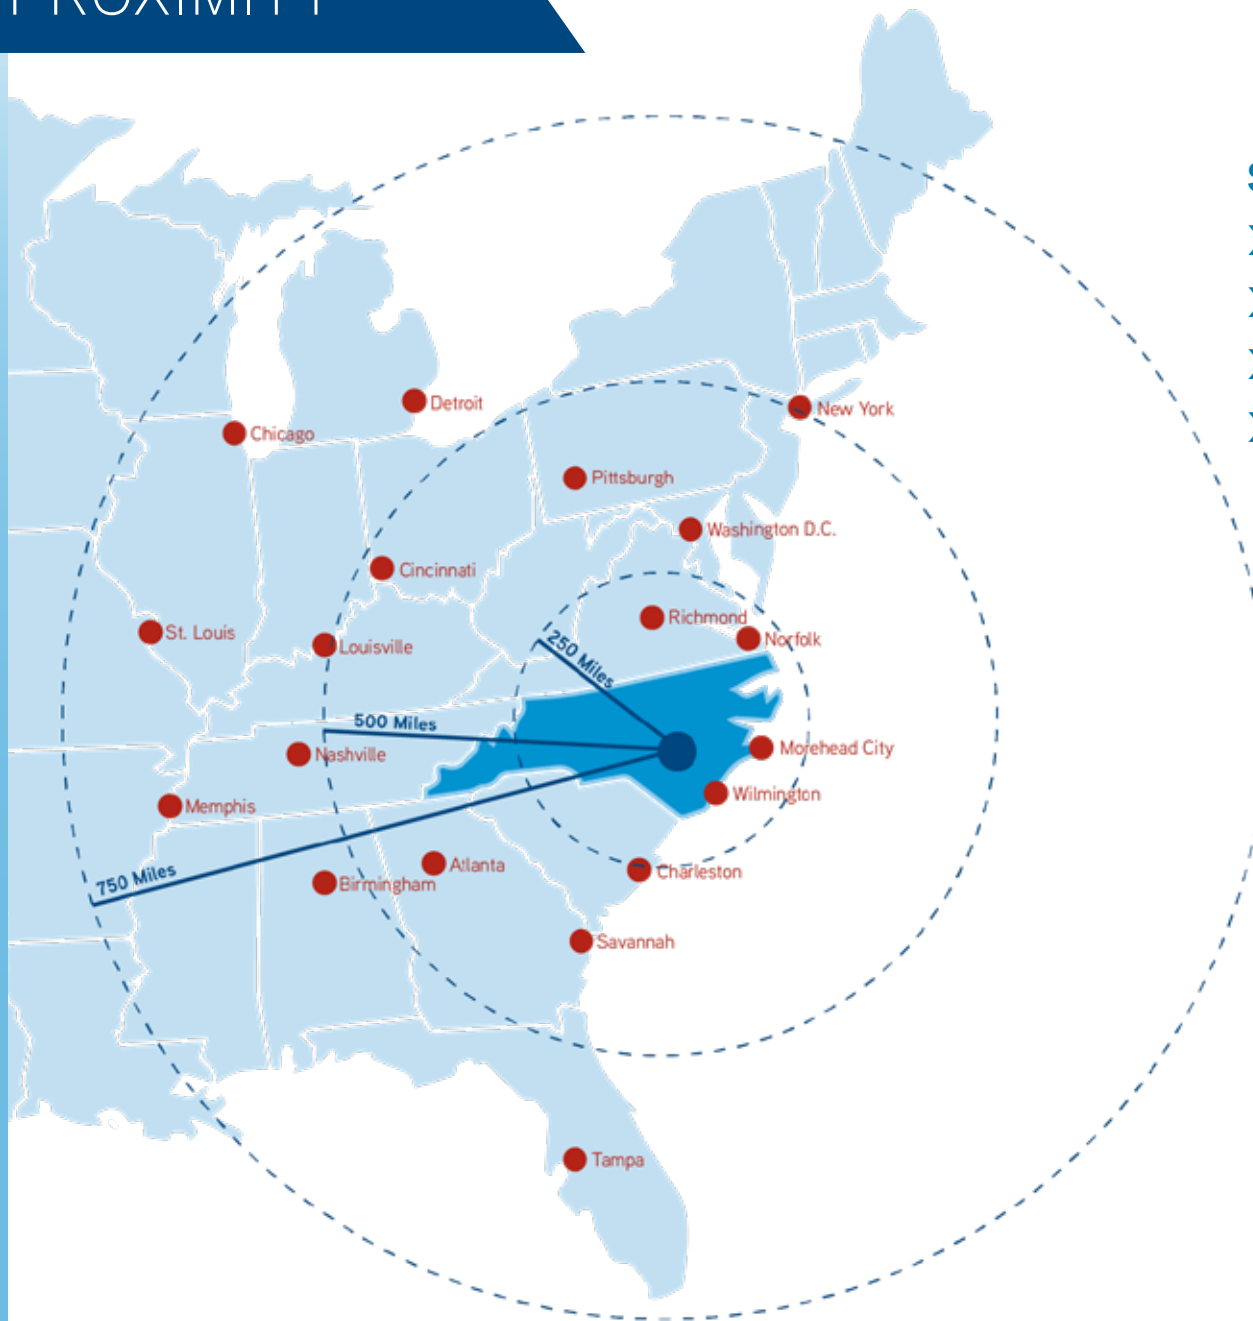 PROXIMITY
Detroit
New York
Chicago
Pittsburgh
Washington D.C.
Cincinnati
Richmond
St. Louis
Norfolk
Louisville
250 Miles
500 Miles
Morehead City
Nashville
Wilmington
Memphis
Atlanta
Charleston
750 Miles
Birmingham
Savannah
Tampa